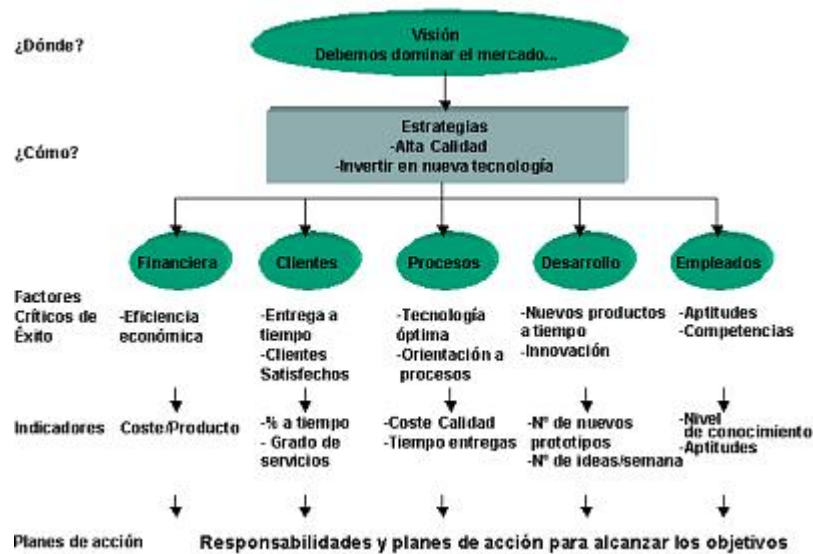 ¿Dónde?
Visión
Debemos dominar el mercado...
¿Cómo?
Estrategias
-Alta Calidad
-Invertir en nueva tecnología
Financiera
Clientes
Procesos
Desarrollo
Empleados
Factores
Críticos de
Éxito
-Eficiencia
económica
-Entrega a
tiempo
-Clientes
Satisfechos
-Tecnología
óptima
-Orientación a
procesos
-Nuevos productos
a tiempo
-Innovación
-Aptitudes
-Competencias
Indicadores
Coste/Producto
-% a tiempo
- Grado de
servicios
-Coste Calidad
-Tiempo entregas
-Nº de nuevos
prototipos
-Nº de ideas/semana
-Nivel
de conocimiento
-Aptitudes
Planes de acción
Responsabilidades y planes de acción para alcanzar los objetivos